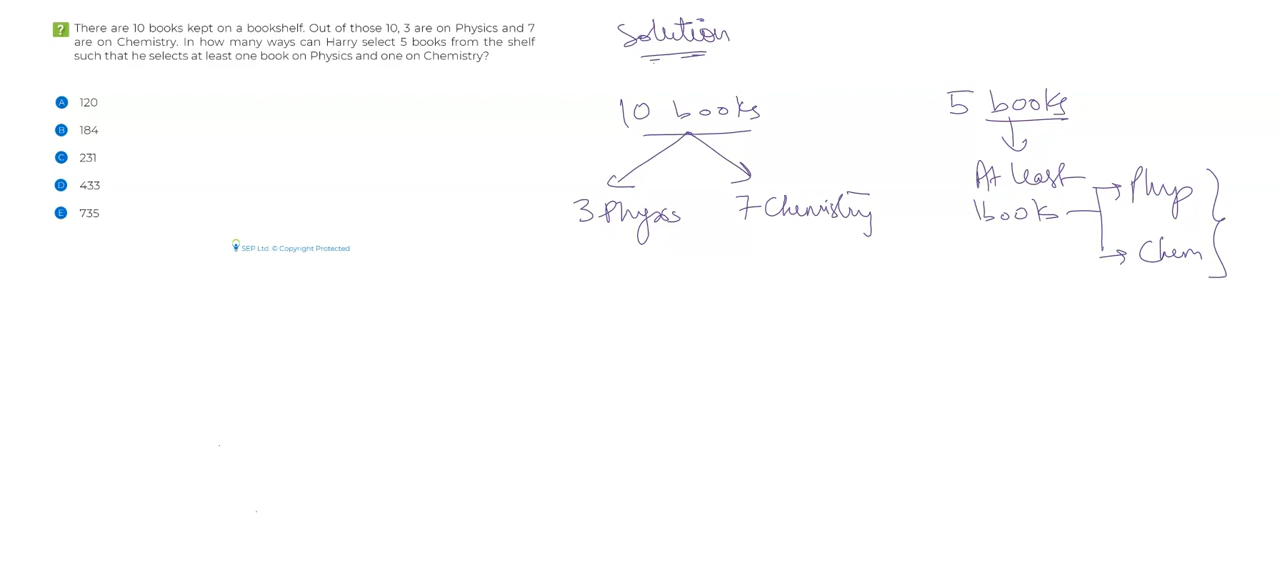 ? There are 10 books kept on a bookshelf. Out of those 10, 3 are on Physics and 7
are on Chemistry. In how many ways can Harry select 5 books from the shelf
such that he selects at least one book on Physics and one on Chemistry?
A 120
B 184
C 231
D 433
E 735
SEP Ltd. © Copyright Protected
Solution
10 books
3 Physics 7 Chemistry
5 books
At least
1 books
Phy
Chem